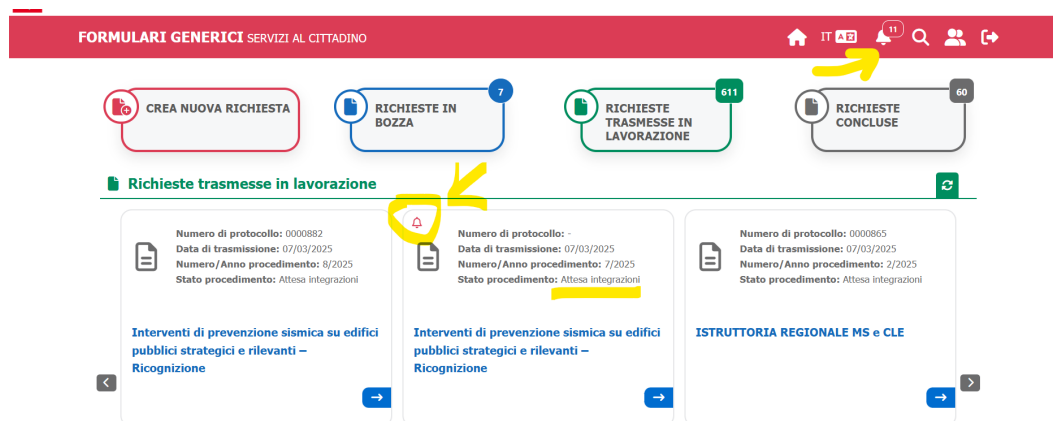 FORMULARI GENERICI SERVIZI AL CITTADINO
IT
11
CREA NUOVA RICHIESTA
7
RICHIESTE IN
BOZZA
611
RICHIESTE
TRASMESSE IN
LAVORAZIONE
60
RICHIESTE
CONCLUSE
Richieste trasmesse in lavorazione
Numero di protocollo: 0000882
Data di trasmissione: 07/03/2025
Numero/Anno procedimento: 8/2025
Stato procedimento: Attesa integrazioni
Interventi di prevenzione sismica su edifici
pubblici strategici e rilevanti –
Ricognizione
Numero di protocollo: -
Data di trasmissione: 07/03/2025
Numero/Anno procedimento: 7/2025
Stato procedimento: Attesa integrazioni
Interventi di prevenzione sismica su edifici
pubblici strategici e rilevanti –
Ricognizione
Numero di protocollo: 0000865
Data di trasmissione: 07/03/2025
Numero/Anno procedimento: 2/2025
Stato procedimento: Attesa integrazioni
ISTRUTTORIA REGIONALE MS e CLE